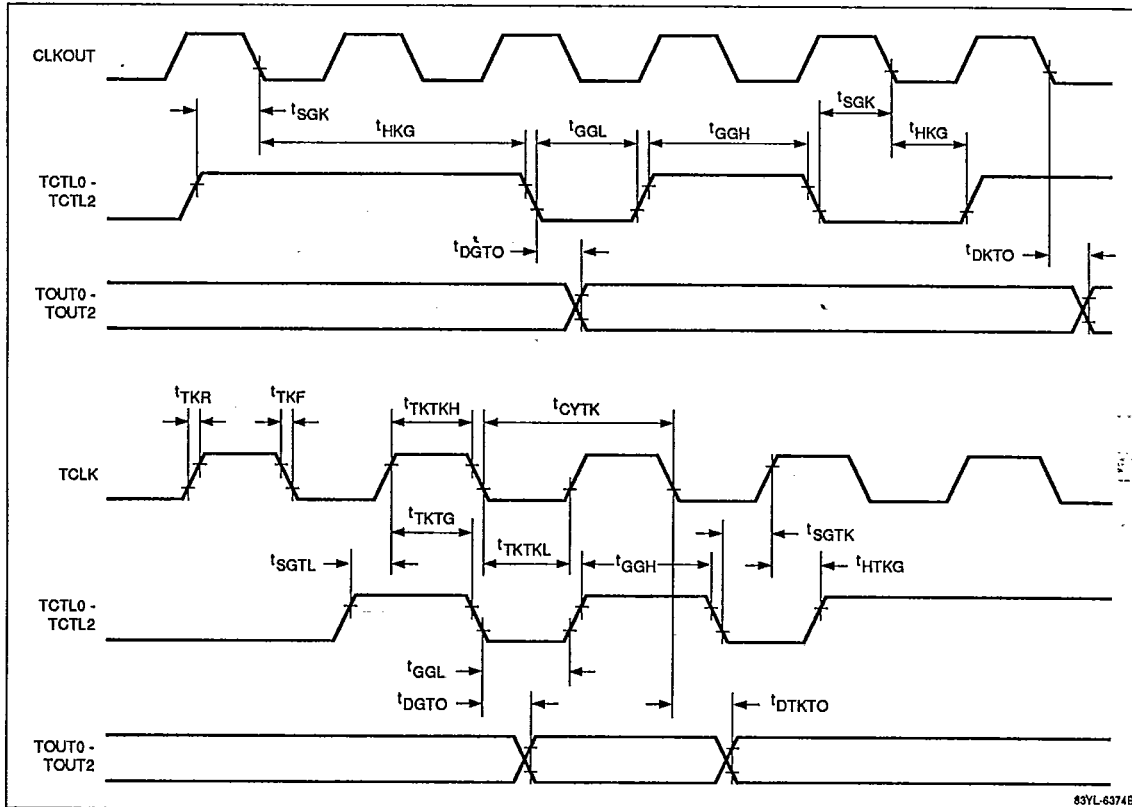 CLKOUT
tSGK
tHKG
tGGL
tGGH
tSGK
tHKG
TCTL0 -
TCTL2
tDGTO
tDKTO
TOUT0 -
TOUT2
tTKR
tTKF
tTKTKH
tCYTK
TCLK
tTKTG
tTKTKL
tSGTK
tSGTL
tGGH
tHTKG
TCTL0 -
TCTL2
tGGL
tDGTO
tDTKTO
TOUT0 -
TOUT2
83YL-6374B